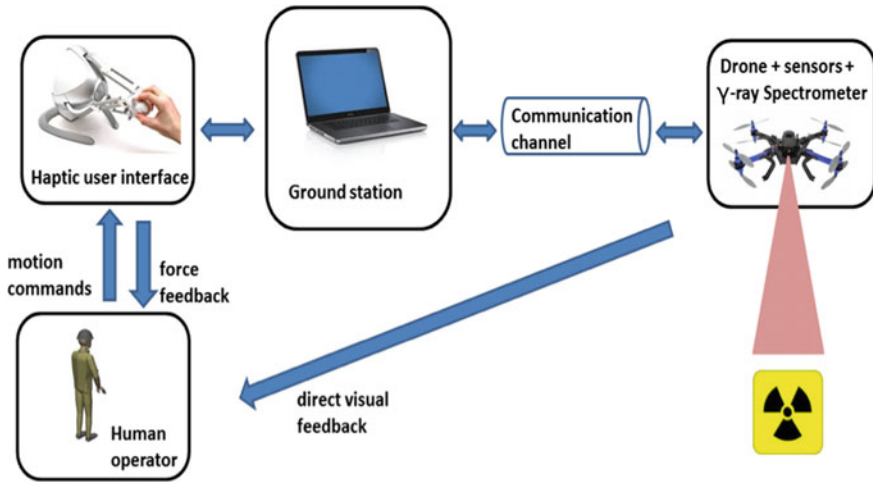 Haptic user interface
Ground station
Communication
channel
Drone + sensors +
γ-ray Spectrometer
motion
commands
force
feedback
Human
operator
direct visual
feedback